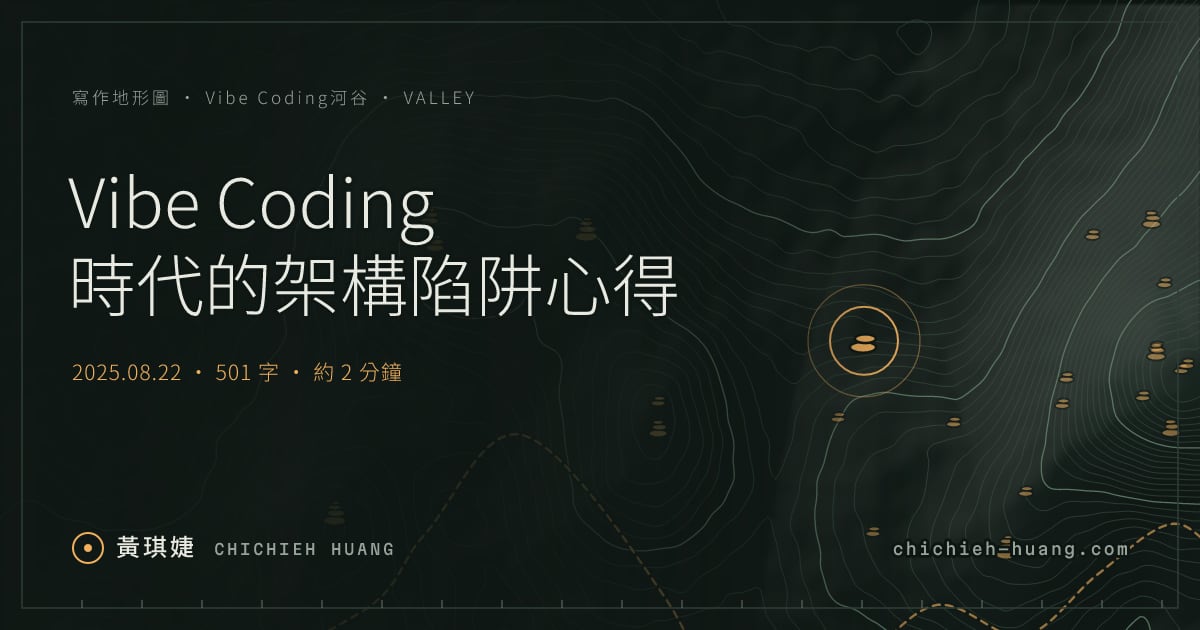 寫作地形圖 · Vibe Coding河谷 · VALLEY
Vibe Coding
時代的架構陷阱心得
2025.08.22 · 501 字 · 約 2 分鐘
黃琪婕 CHICHIEH HUANG
chichieh-huang.com